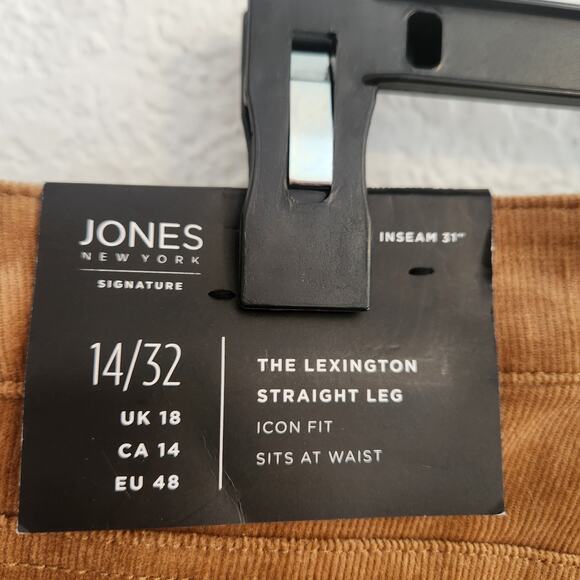 JONES
NEW YORK
SIGNATURE
INSEAM 31"
14/32
UK 18
CA 14
EU 48
THE LEXINGTON
STRAIGHT LEG
ICON FIT
SITS AT WAIST